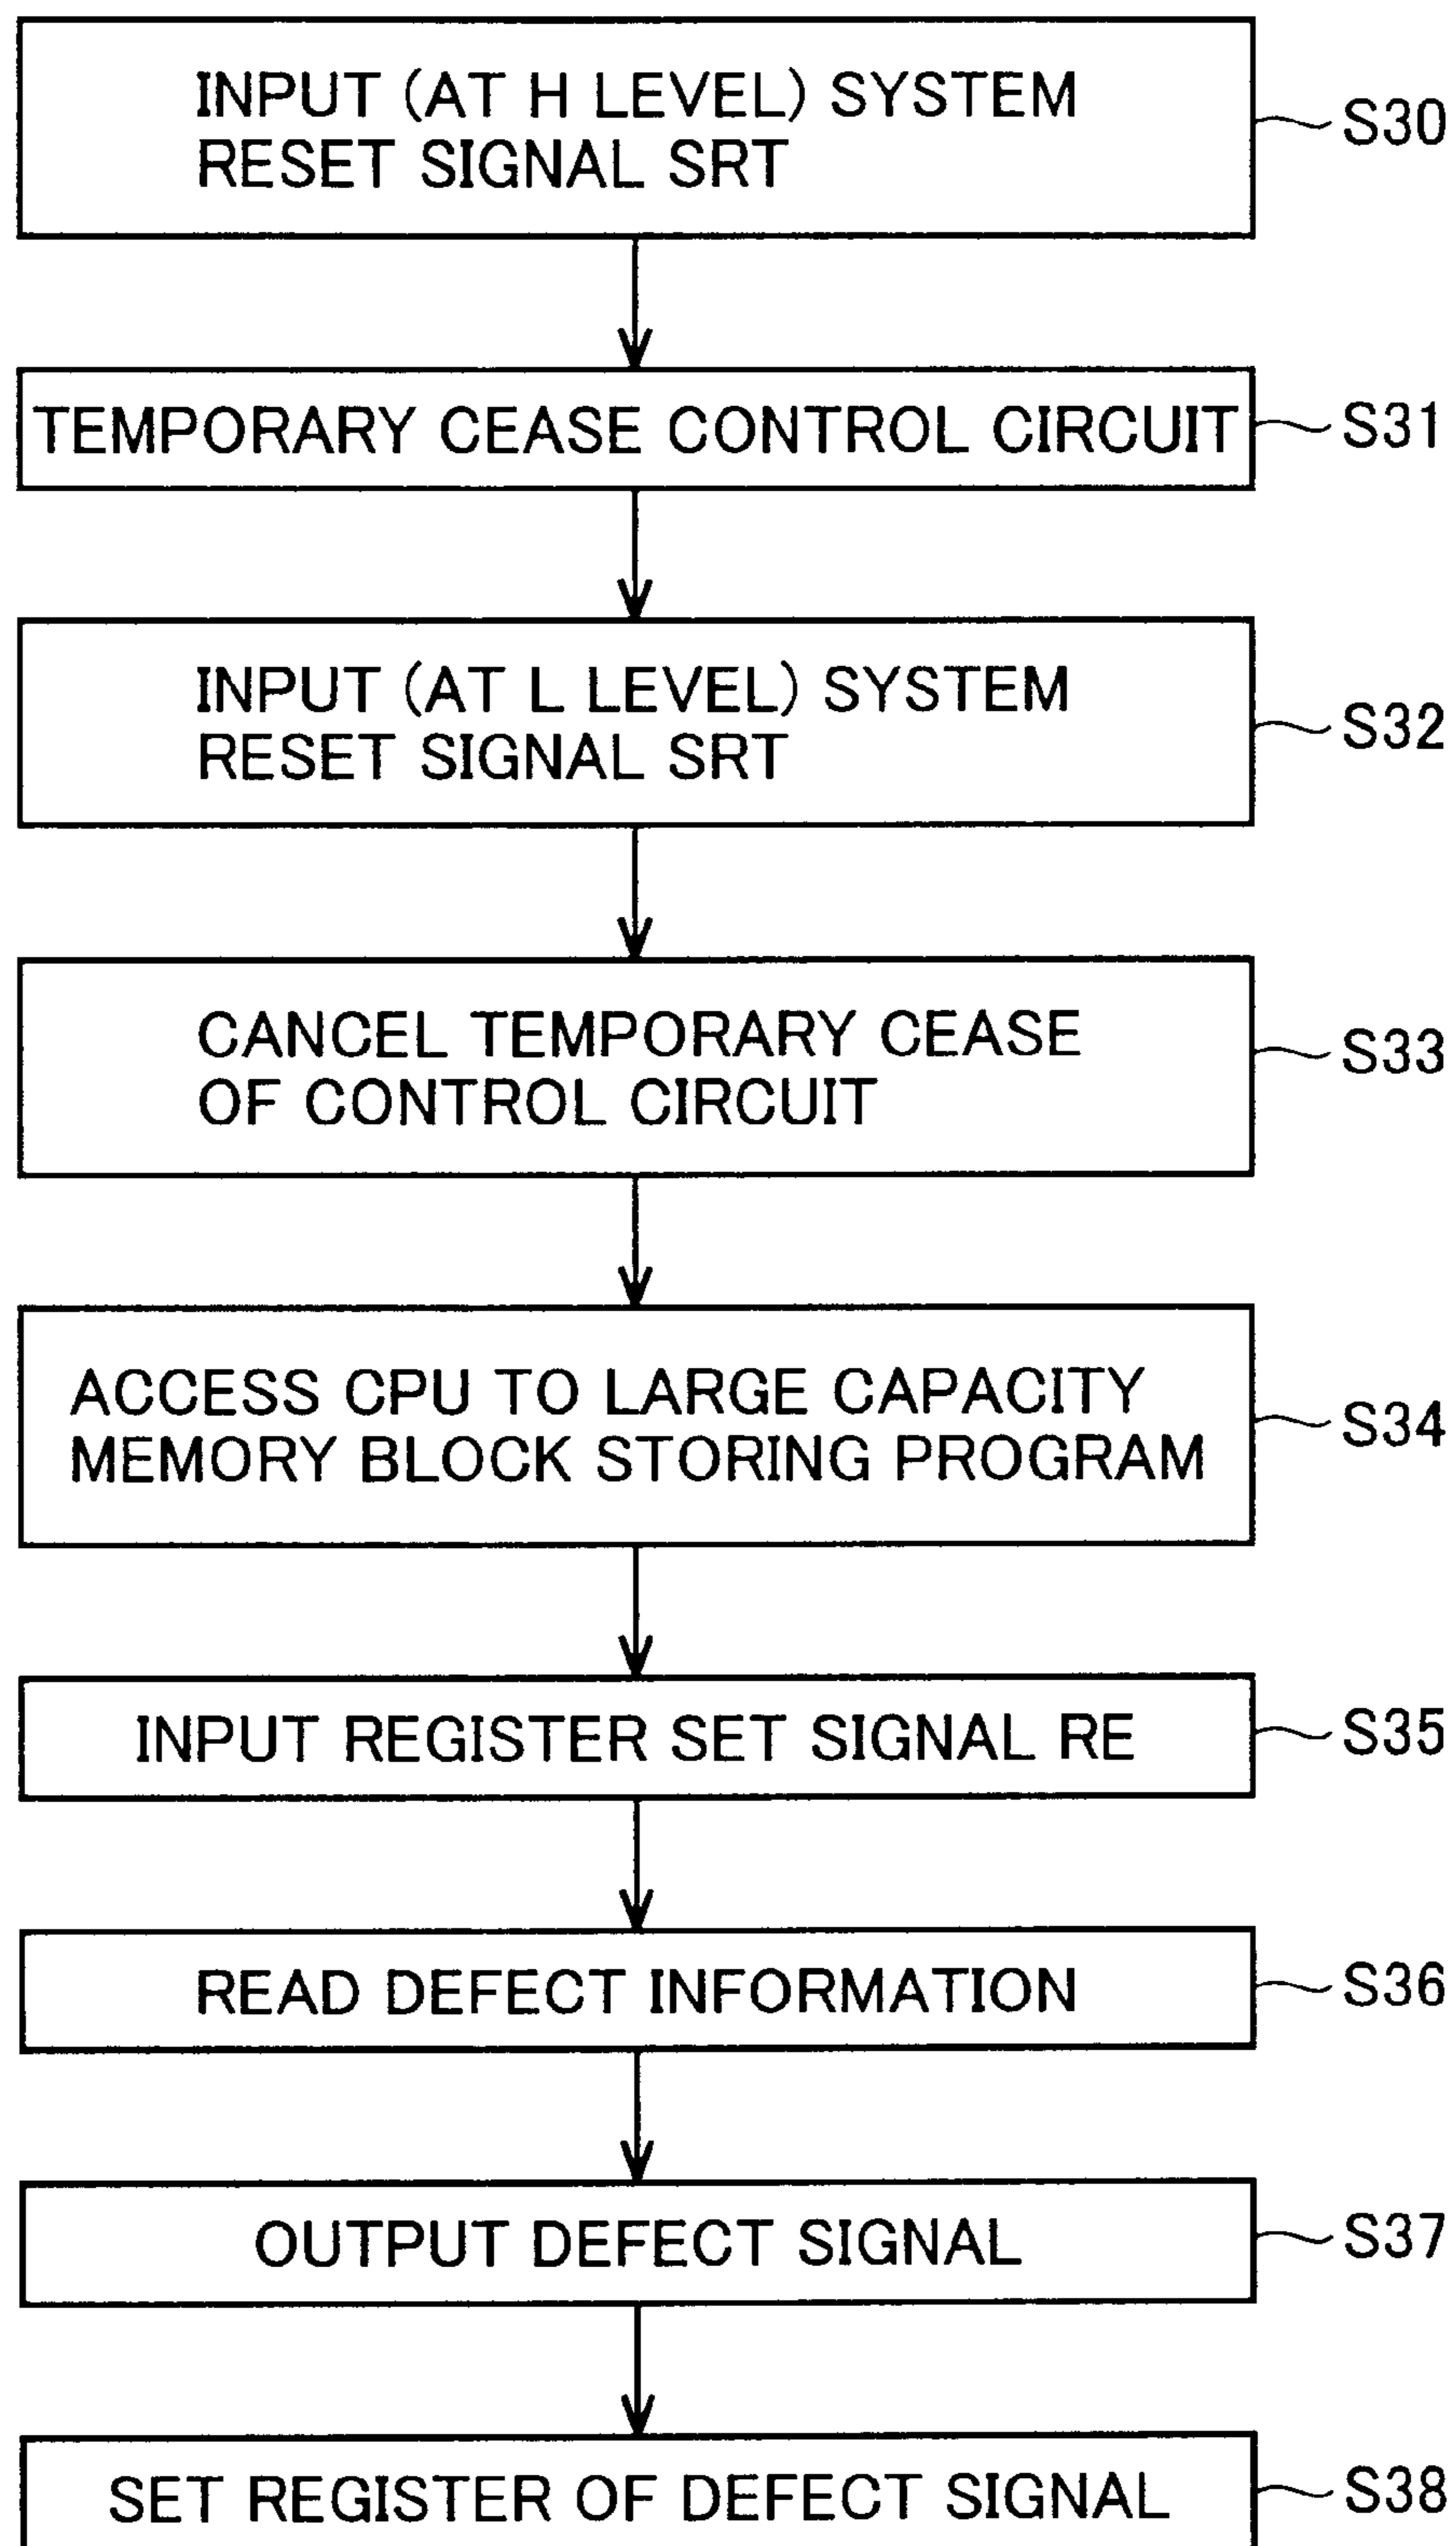 INPUT (AT H LEVEL) SYSTEM
RESET SIGNAL SRT
S30
TEMPORARY CEASE CONTROL CIRCUIT
S31
INPUT (AT L LEVEL) SYSTEM
RESET SIGNAL SRT
S32
CANCEL TEMPORARY CEASE
OF CONTROL CIRCUIT
S33
ACCESS CPU TO LARGE CAPACITY
MEMORY BLOCK STORING PROGRAM
S34
INPUT REGISTER SET SIGNAL RE
S35
READ DEFECT INFORMATION
S36
OUTPUT DEFECT SIGNAL
S37
SET REGISTER OF DEFECT SIGNAL
S38